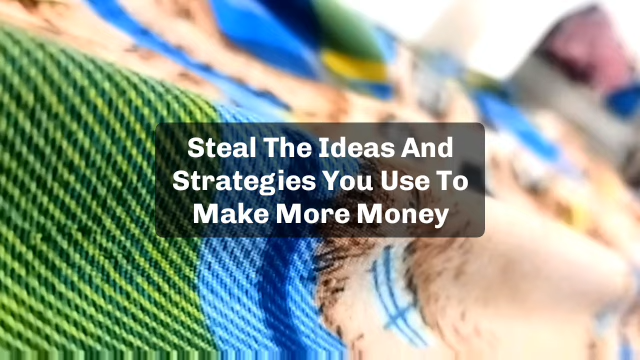 Steal The Ideas And
Strategies You Use To
Make More Money